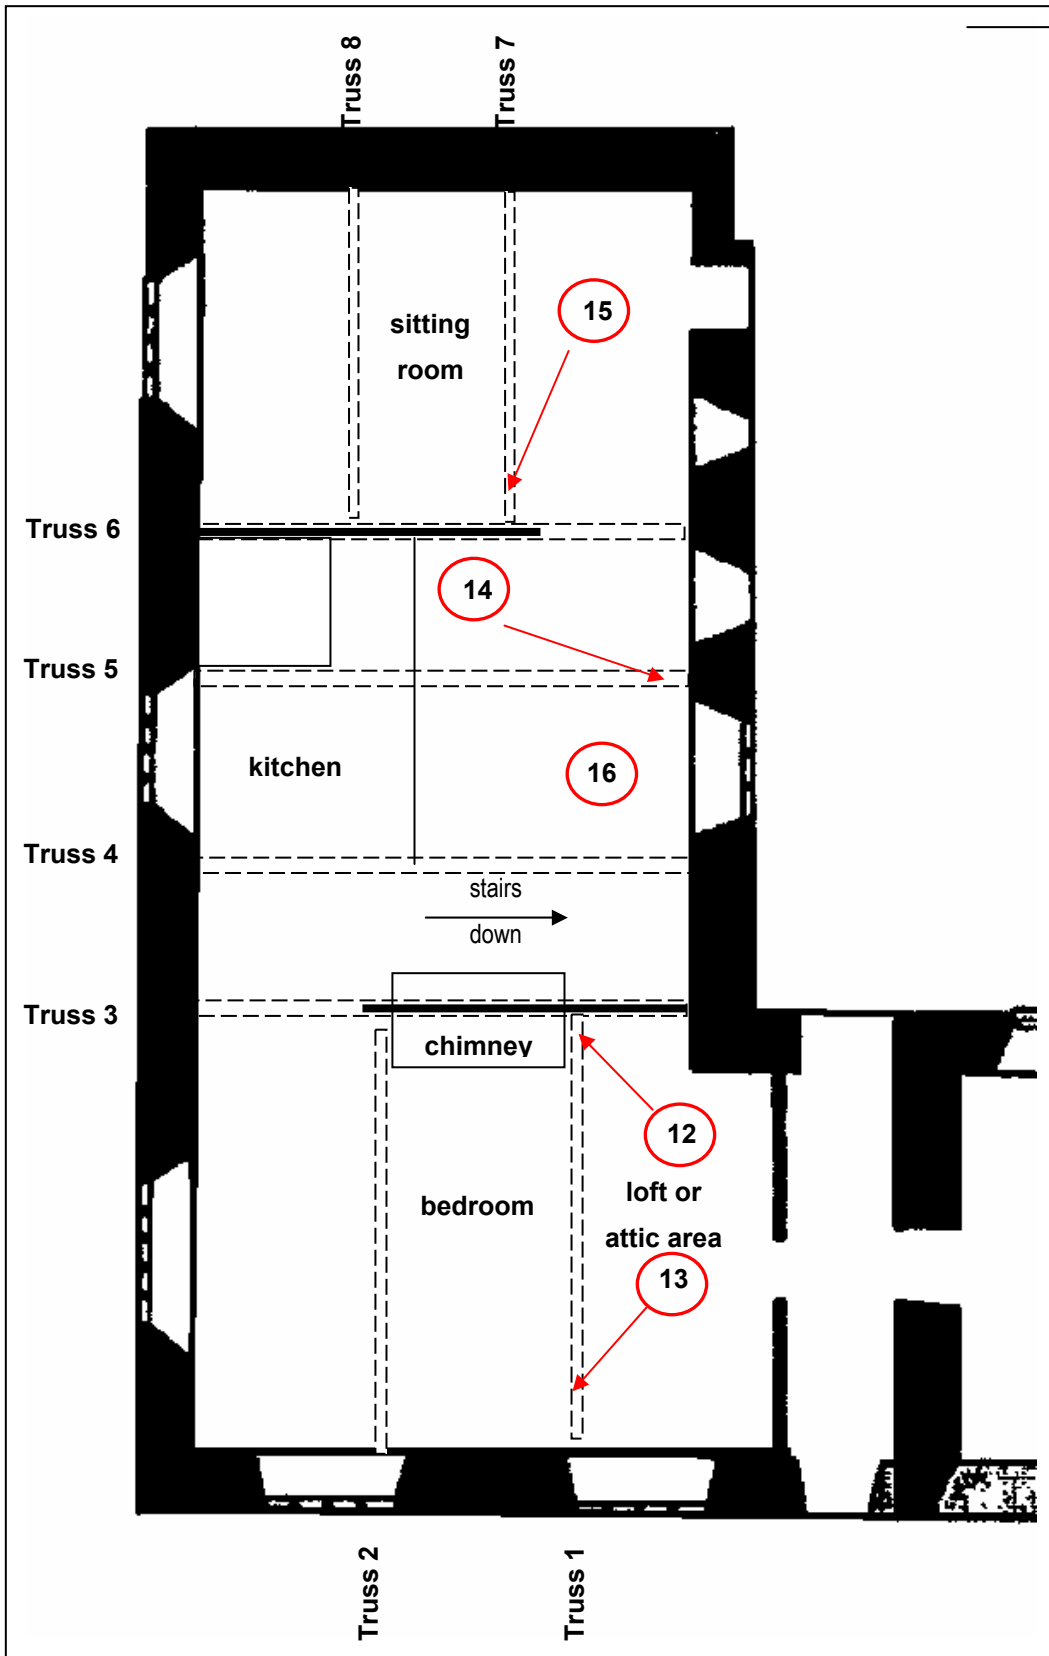 Truss 8
Truss 7
15
sitting
room
Truss 6
14
Truss 5
kitchen
16
Truss 4
stairs
down
Truss 3
chimney
12
loft or
bedroom
attic area
13
Truss 2
Truss 1